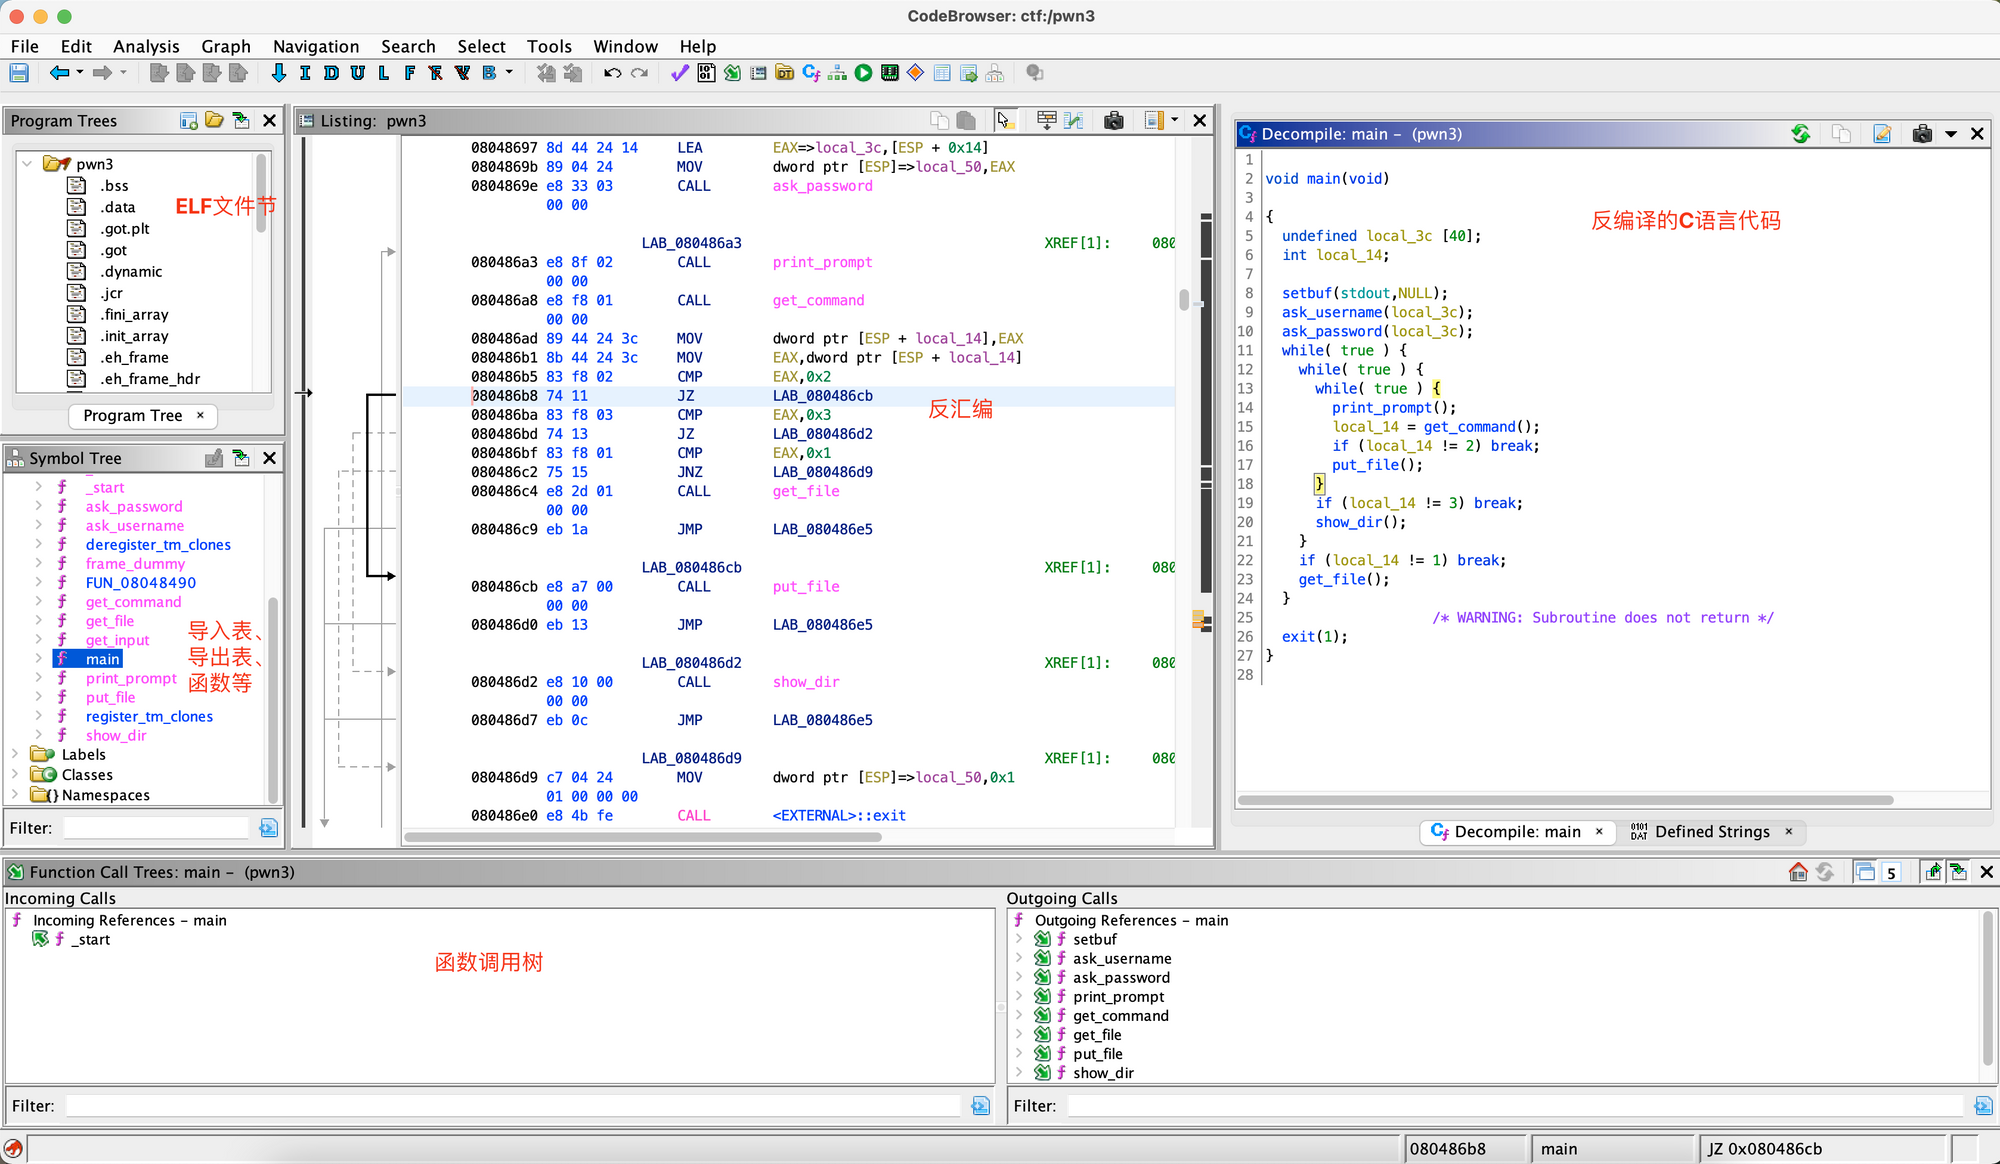 CodeBrowser: ctf:/pwn3
File Edit Analysis Graph Navigation Search Select Tools Window Help
I D U L F B
Program Trees
pwn3
.bss
.data
.got.plt
.got
.dynamic
.jcr
.fini_array
.init_array
.eh_frame
.eh_frame_hdr
ELF文件节
Program Tree ×
Symbol Tree
_start
ask_password
ask_username
deregister_tm_clones
frame_dummy
FUN_08048490
get_command
get_file
get_input
main
print_prompt
put_file
register_tm_clones
show_dir
Labels
Classes
Namespaces
导入表、
导出表、
函数等
Filter:
Listing: pwn3
08048697 8d 44 24 14 LEA EAX=>local_3c,[ESP + 0x14]
0804869b 89 04 24 MOV dword ptr [ESP]=>local_50,EAX
0804869e e8 33 03 CALL ask_password
00 00
LAB_080486a3 XREF[1]: 080
080486a3 e8 8f 02 CALL print_prompt
00 00
080486a8 e8 f8 01 CALL get_command
00 00
080486ad 89 44 24 3c MOV dword ptr [ESP + local_14],EAX
080486b1 8b 44 24 3c MOV EAX,dword ptr [ESP + local_14]
080486b5 83 f8 02 CMP EAX,0x2
080486b8 74 11 JZ LAB_080486cb
080486ba 83 f8 03 CMP EAX,0x3
080486bd 74 13 JZ LAB_080486d2
080486bf 83 f8 01 CMP EAX,0x1
080486c2 75 15 JNZ LAB_080486d9
080486c4 e8 2d 01 CALL get_file
00 00
080486c9 eb 1a JMP LAB_080486e5
LAB_080486cb XREF[1]: 080
080486cb e8 a7 00 CALL put_file
00 00
080486d0 eb 13 JMP LAB_080486e5
LAB_080486d2 XREF[1]: 080
080486d2 e8 10 00 CALL show_dir
00 00
080486d7 eb 0c JMP LAB_080486e5
LAB_080486d9 XREF[1]: 080
080486d9 c7 04 24 MOV dword ptr [ESP]=>local_50,0x1
01 00 00 00
080486e0 e8 4b fe CALL <EXTERNAL>::exit
反汇编
Decompile: main – (pwn3)
1
2 void main(void)
3
4 {
5 undefined local_3c [40];
6 int local_14;
7
8 setbuf(stdout,NULL);
9 ask_username(local_3c);
10 ask_password(local_3c);
11 while( true ) {
12 while( true ) {
13 while( true ) {
14 print_prompt();
15 local_14 = get_command();
16 if (local_14 != 2) break;
17 put_file();
18 }
19 if (local_14 != 3) break;
20 show_dir();
21 }
22 if (local_14 != 1) break;
23 get_file();
24 }
25 /* WARNING: Subroutine does not return */
26 exit(1);
27 }
28
反编译的C语言代码
Decompile: main × Defined Strings ×
Function Call Trees: main – (pwn3)
5
Incoming Calls
Incoming References – main
_start
函数调用树
Filter:
Outgoing Calls
Outgoing References – main
setbuf
ask_username
ask_password
print_prompt
get_command
get_file
put_file
show_dir
Filter:
080486b8 main JZ 0x080486cb